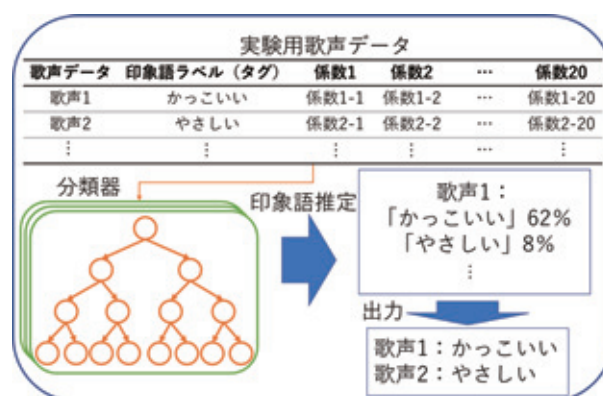 実験用歌声データ
歌声データ 印象語ラベル（タグ） 係数1 係数2 … 係数20
歌声1 かっこいい 係数1-1 係数1-2 … 係数1-20
歌声2 やさしい 係数2-1 係数2-2 … 係数2-20
⋮ ⋮ ⋮ ⋮ … ⋮
分類器
印象語推定
歌声1：
「かっこいい」62%
「やさしい」8%
⋮
出力
歌声1：かっこいい
歌声2：やさしい